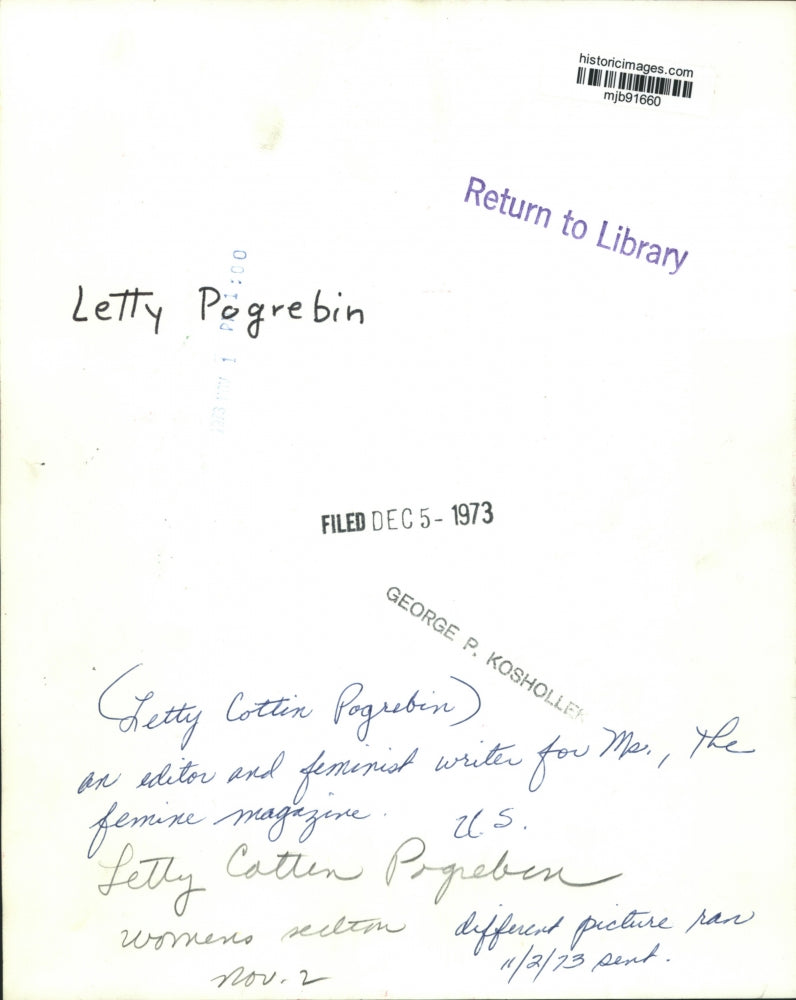 historicimages.com
mjb91660
Return to Library
1:00
Letty Pogrebin
FILED DEC 5- 1973
GEORGE P. KOSHOLLEK
(Letty Cottin Pogrebin)
an editor and feminist writer for Ms., The
femine magazine. U.S.
Letty Cotten Pogreben
womens section different picture ran
Nov. 2 11/2/73 sent.